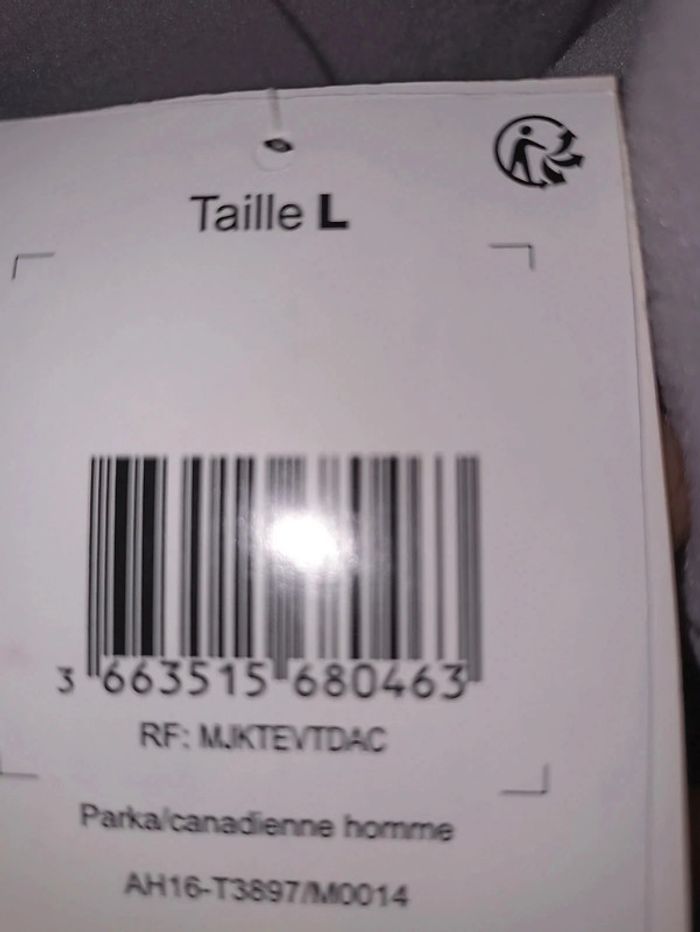 Taille L
3 663515 680463
RF: MJKTEVTDAC
Parka/canadienne homme
AH16-T3897/M0014